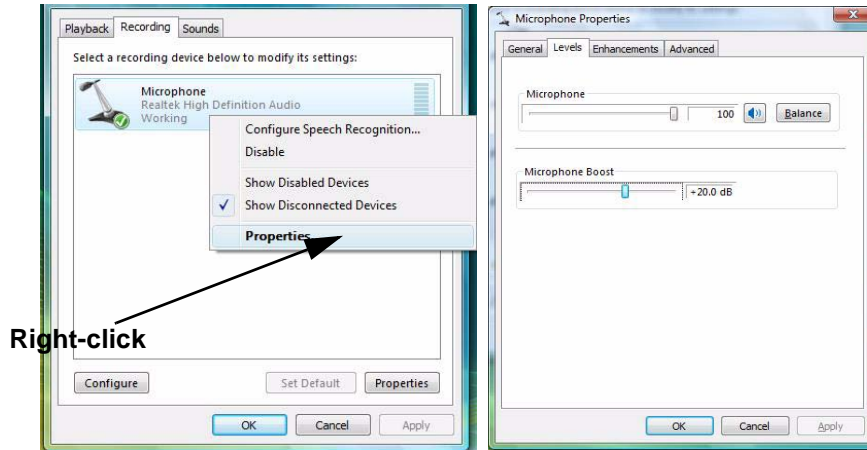 Playback Recording Sounds
Select a recording device below to modify its settings:
Microphone
Realtek High Definition Audio
Working
Configure Speech Recognition...
Disable
Show Disabled Devices
Show Disconnected Devices
Properties
Right-click
Configure Set Default Properties
OK Cancel Apply
Microphone Properties
General Levels Enhancements Advanced
Microphone
100 Balance
Microphone Boost
+20.0 dB
OK Cancel Apply